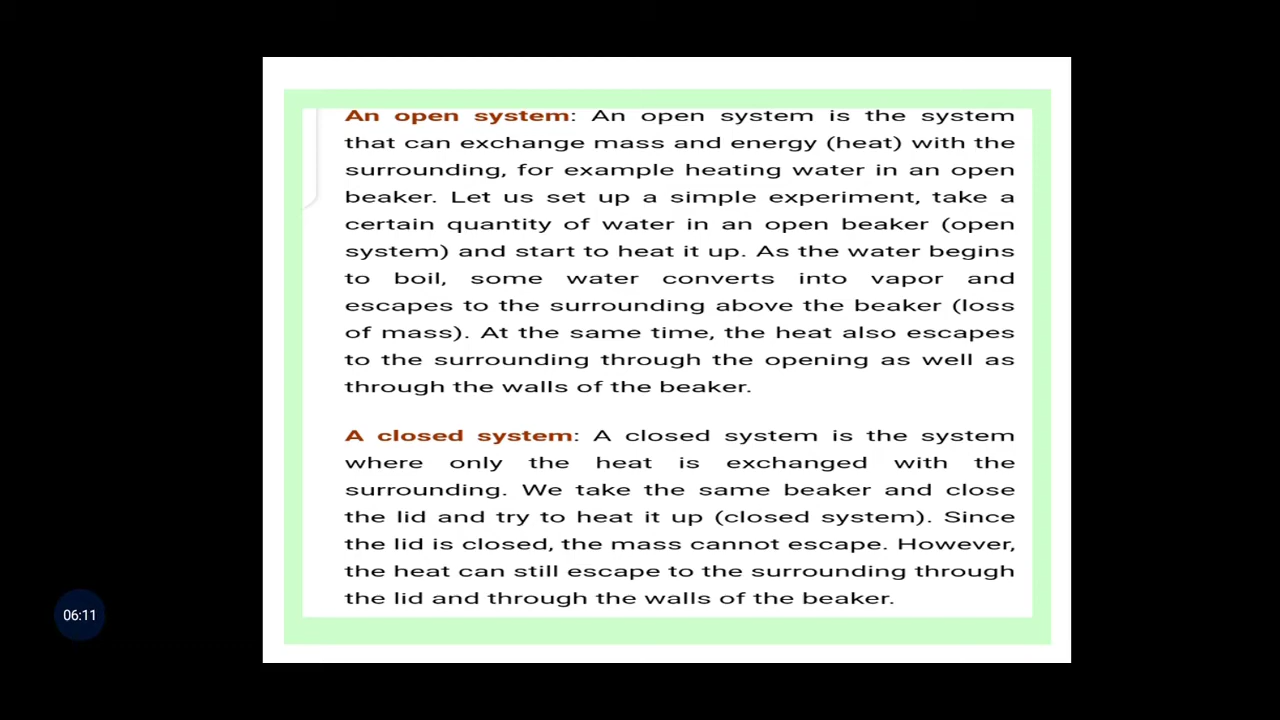 An open system: An open system is the system
that can exchange mass and energy (heat) with the
surrounding, for example heating water in an open
beaker. Let us set up a simple experiment, take a
certain quantity of water in an open beaker (open
system) and start to heat it up. As the water begins
to boil, some water converts into vapor and
escapes to the surrounding above the beaker (loss
of mass). At the same time, the heat also escapes
to the surrounding through the opening as well as
through the walls of the beaker.
A closed system: A closed system is the system
where only the heat is exchanged with the
surrounding. We take the same beaker and close
the lid and try to heat it up (closed system). Since
the lid is closed, the mass cannot escape. However,
the heat can still escape to the surrounding through
the lid and through the walls of the beaker.
06:11